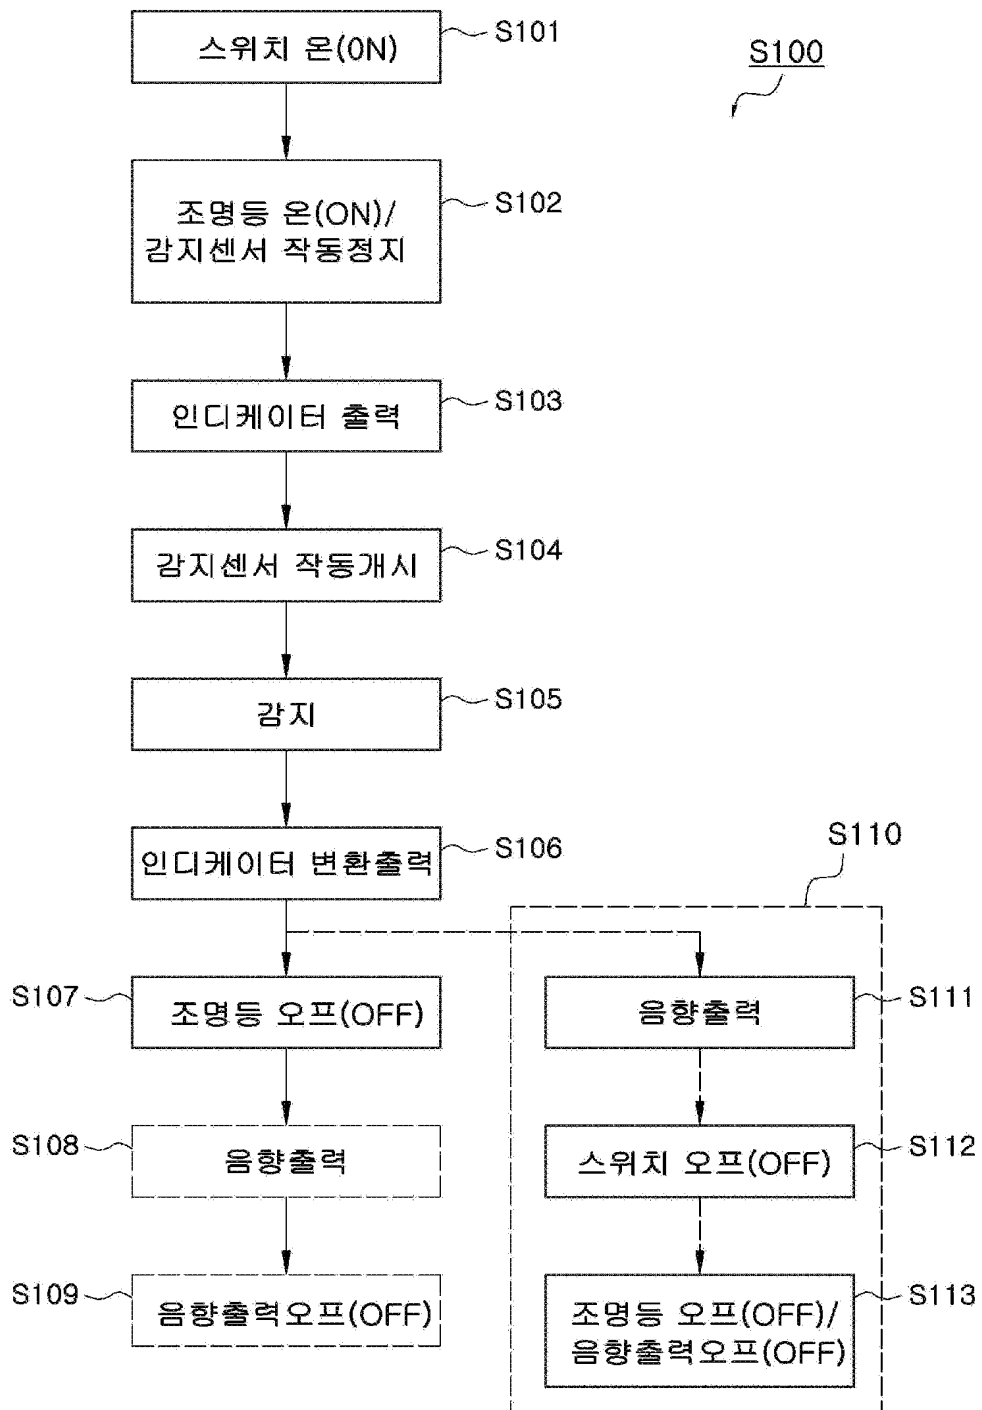 스위치 온(ON)
S101
S100
조명등 온(ON)/
감지센서 작동정지
S102
인디케이터 출력
S103
감지센서 작동개시
S104
감지
S105
인디케이터 변환출력
S106
S110
S107
조명등 오프(OFF)
음향출력
S111
S108
음향출력
스위치 오프(OFF)
S112
S109
음향출력오프(OFF)
조명등 오프(OFF)/
음향출력오프(OFF)
S113